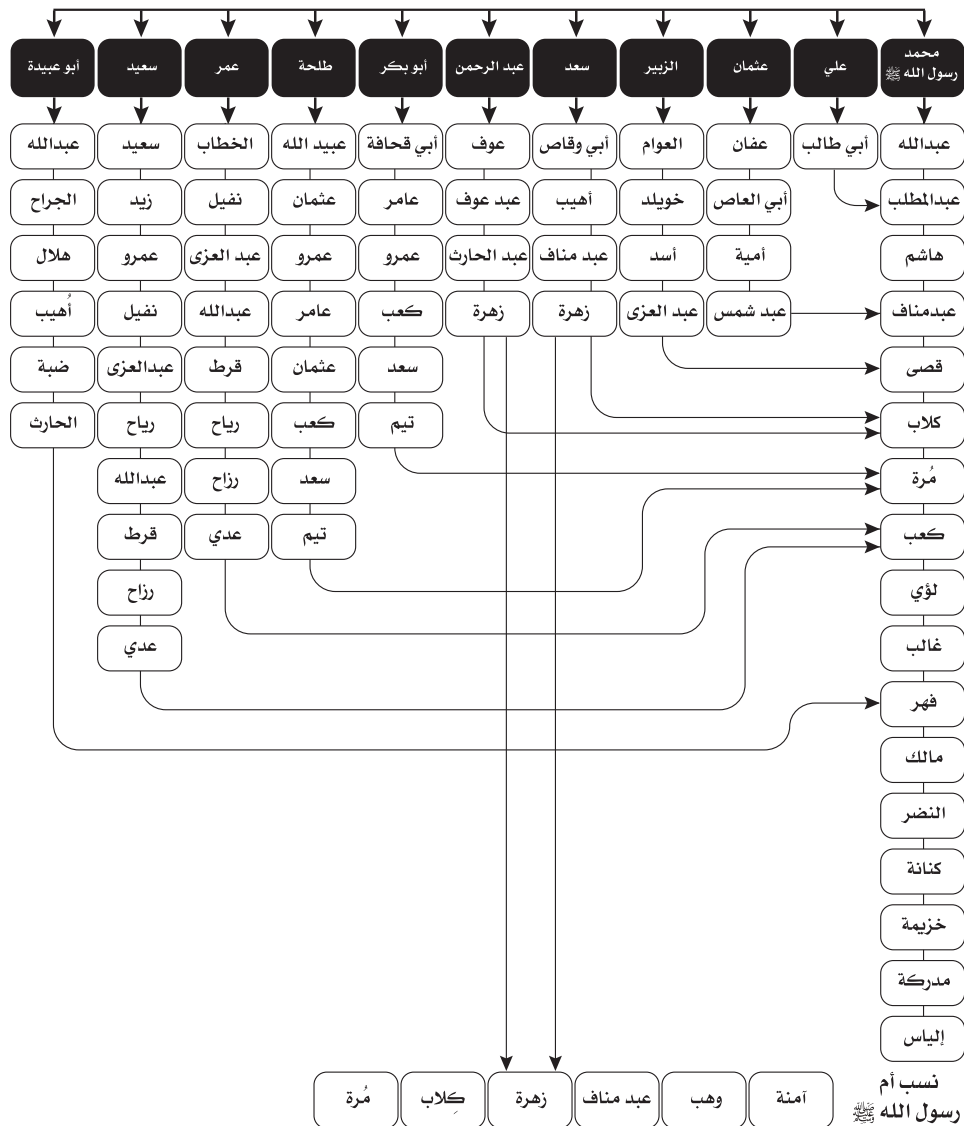 محمد رسول الله ﷺ علي عثمان الزبير سعد عبد الرحمن أبو بكر طلحة عمر سعيد أبو عبيدة
عبدالله أبي طالب عفان العوام أبي وقاص عوف أبي قحافة عبيد الله الخطاب سعيد عبدالله
عبدالمطلب أبي العاص خويلد أهيب عبد عوف عامر عثمان نفيل زيد الجراح
هاشم أمية أسد عبد مناف عبد الحارث عمرو عمرو عبد العزى عمرو هلال
عبدمناف عبد شمس عبد العزى زهرة زهرة كعب عامر عبدالله نفيل أُهيب
قصى سعد عثمان قرط عبدالعزى ضبة
كلاب تيم كعب رياح رياح الحارث
مُرة سعد رزاح عبدالله
كعب تيم عدي قرط
لؤي رزاح
غالب عدي
فهر
مالك
النضر
كنانة
خزيمة
مدركة
إلياس
نسب أم
رسول الله ﷺ
آمنة وهب عبد مناف زهرة كِلاب مُرة